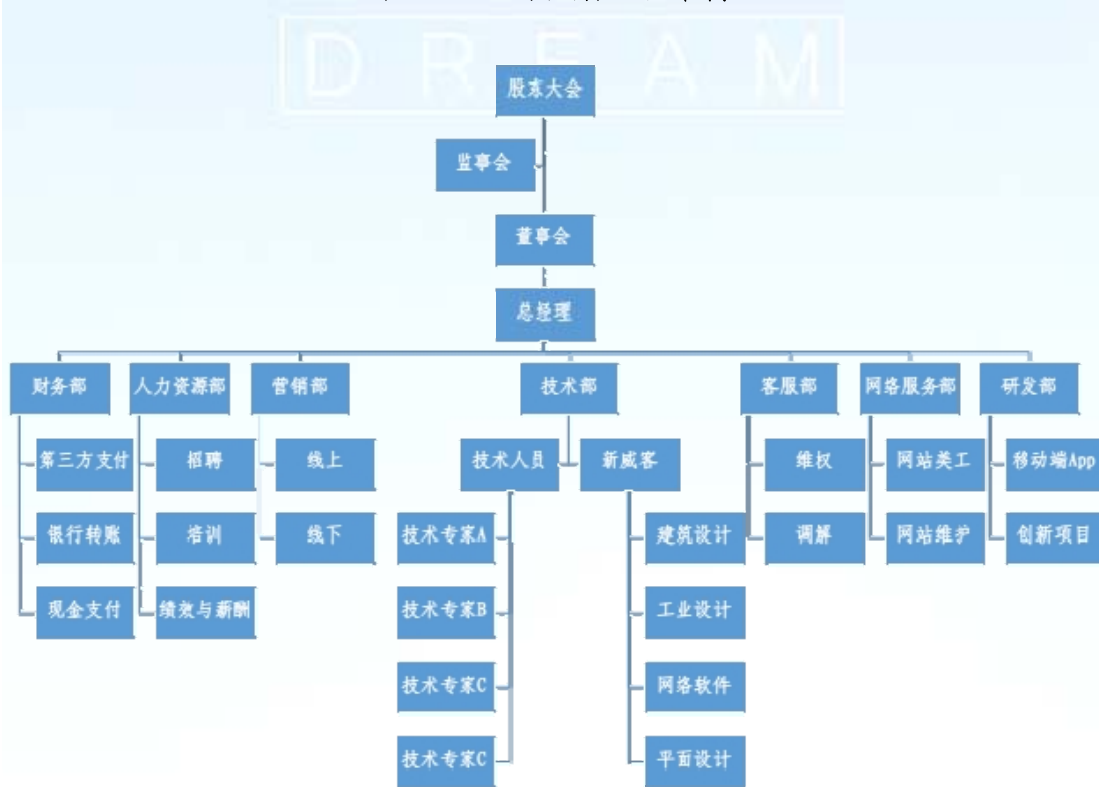 DREAM
股东大会
监事会
董事会
总经理
财务部 人力资源部 营销部 技术部 客服部 网络服务部 研发部
第三方支付 招聘 线上 技术人员 新威客 维权 网站美工 移动端App
银行转账 培训 线下 技术专家A 建筑设计 调解 网站维护 创新项目
现金支付 绩效与薪酬 技术专家B 工业设计
技术专家C 网络软件
技术专家C 平面设计